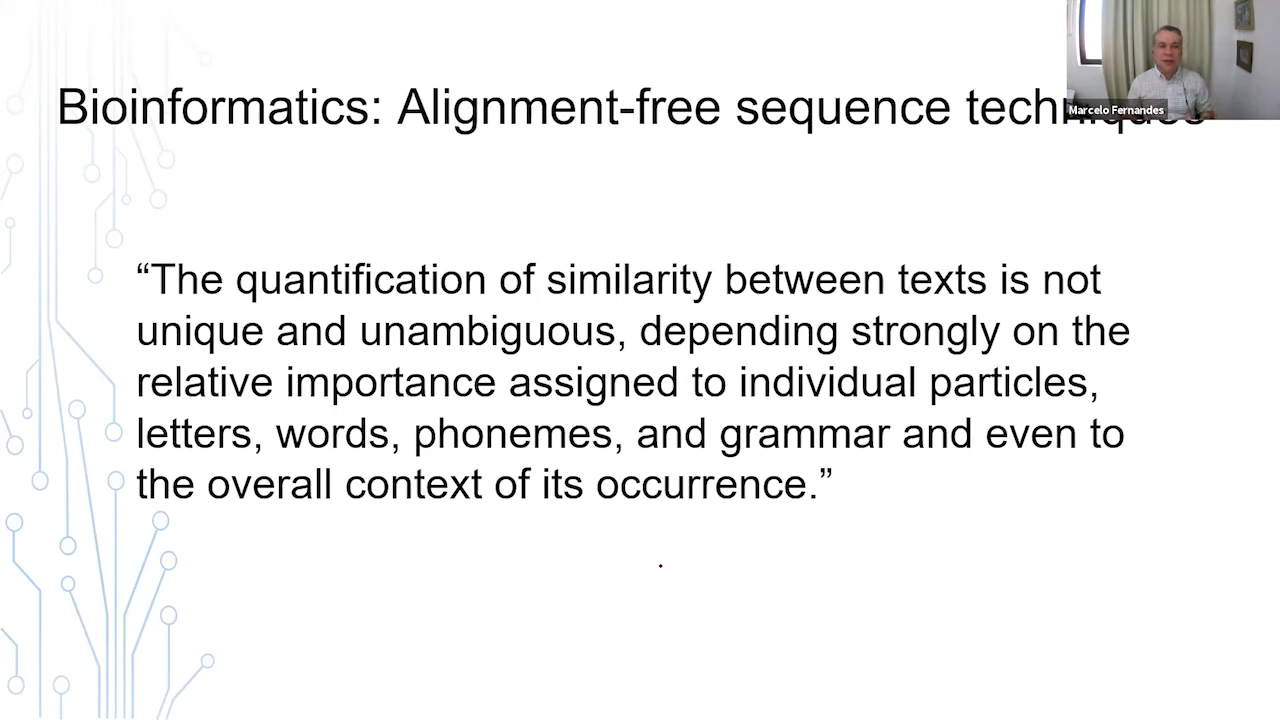 Bioinformatics: Alignment-free sequence techniques
Marcelo Fernandes
“The quantification of similarity between texts is not
unique and unambiguous, depending strongly on the
relative importance assigned to individual particles,
letters, words, phonemes, and grammar and even to
the overall context of its occurrence.”